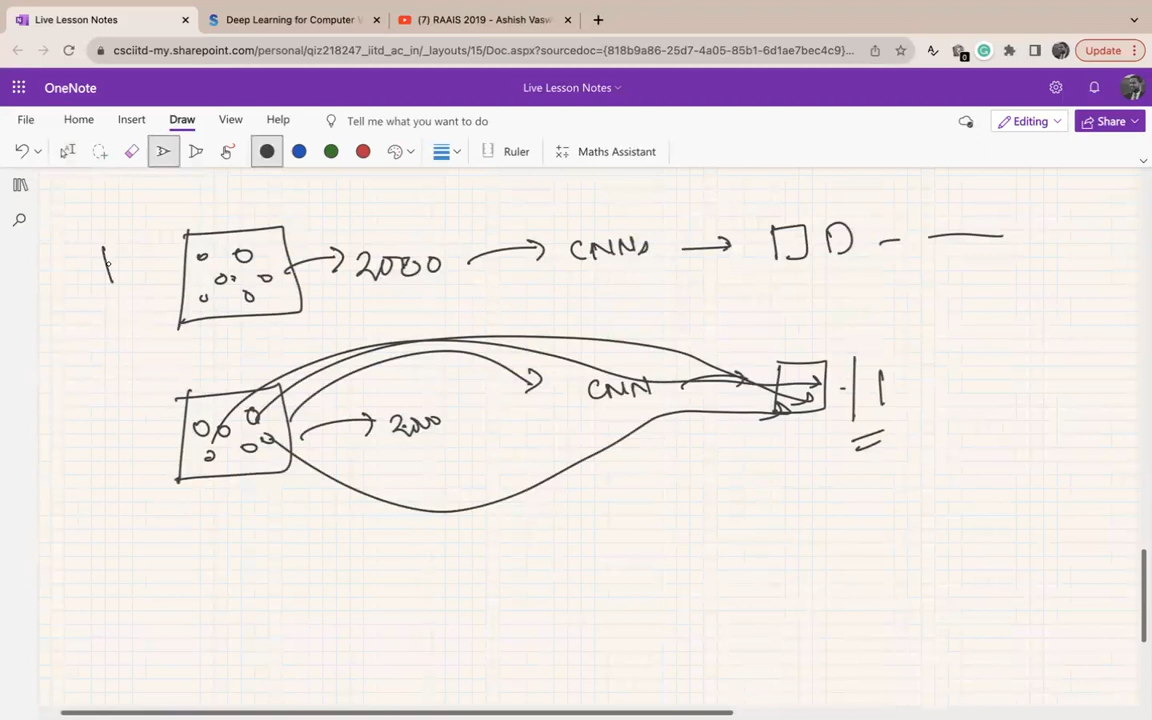 Live Lesson Notes
Deep Learning for Computer V
(7) RAAIS 2019 - Ashish Vasw
csciitd-my.sharepoint.com/personal/qiz218247_iitd_ac_in/_layouts/15/Doc.aspx?sourcedoc={818b9a86-25d7-4a05-85b1-6d1ae7bec4c9}...
0
Update
OneNote
Live Lesson Notes
File Home Insert Draw View Help Tell me what you want to do
Editing
Share
Ruler
Maths Assistant
2000 CNNs
CNN
2000